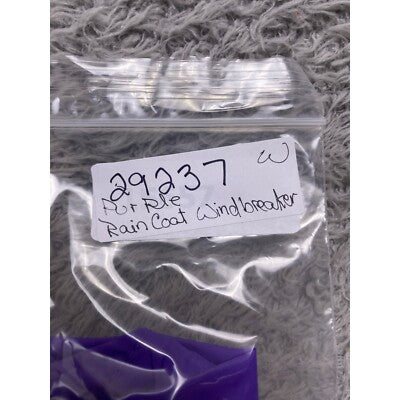 29237 W
Purple
Rain Coat Windbreaker